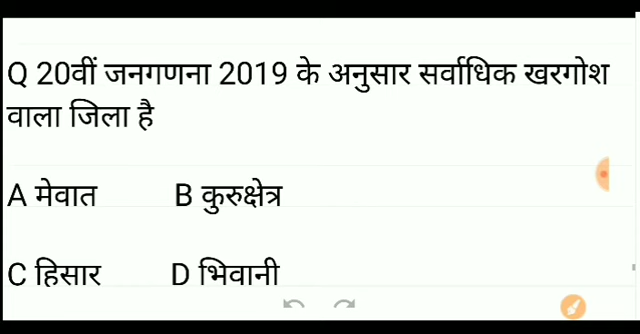 Q 20वीं जनगणना 2019 के अनुसार सर्वाधिक खरगोश
वाला जिला है
A मेवात B कुरुक्षेत्र
C हिसार D भिवानी